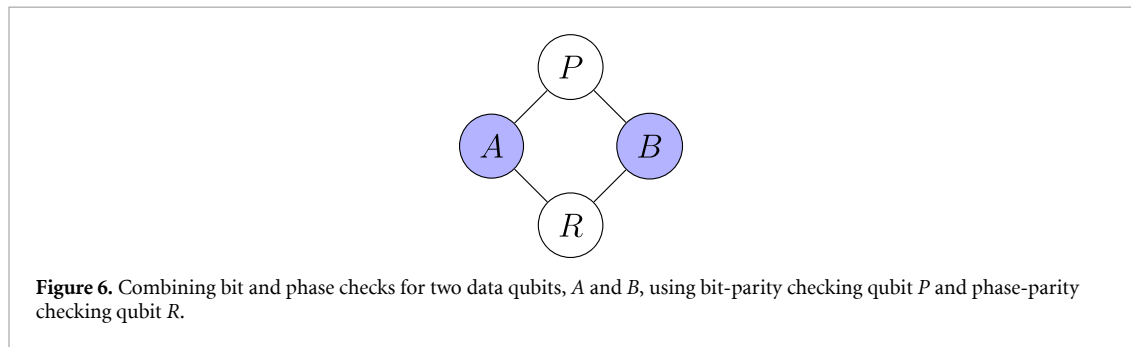 P
A B
R
Figure 6. Combining bit and phase checks for two data qubits, A and B, using bit-parity checking qubit P and phase-parity
checking qubit R.